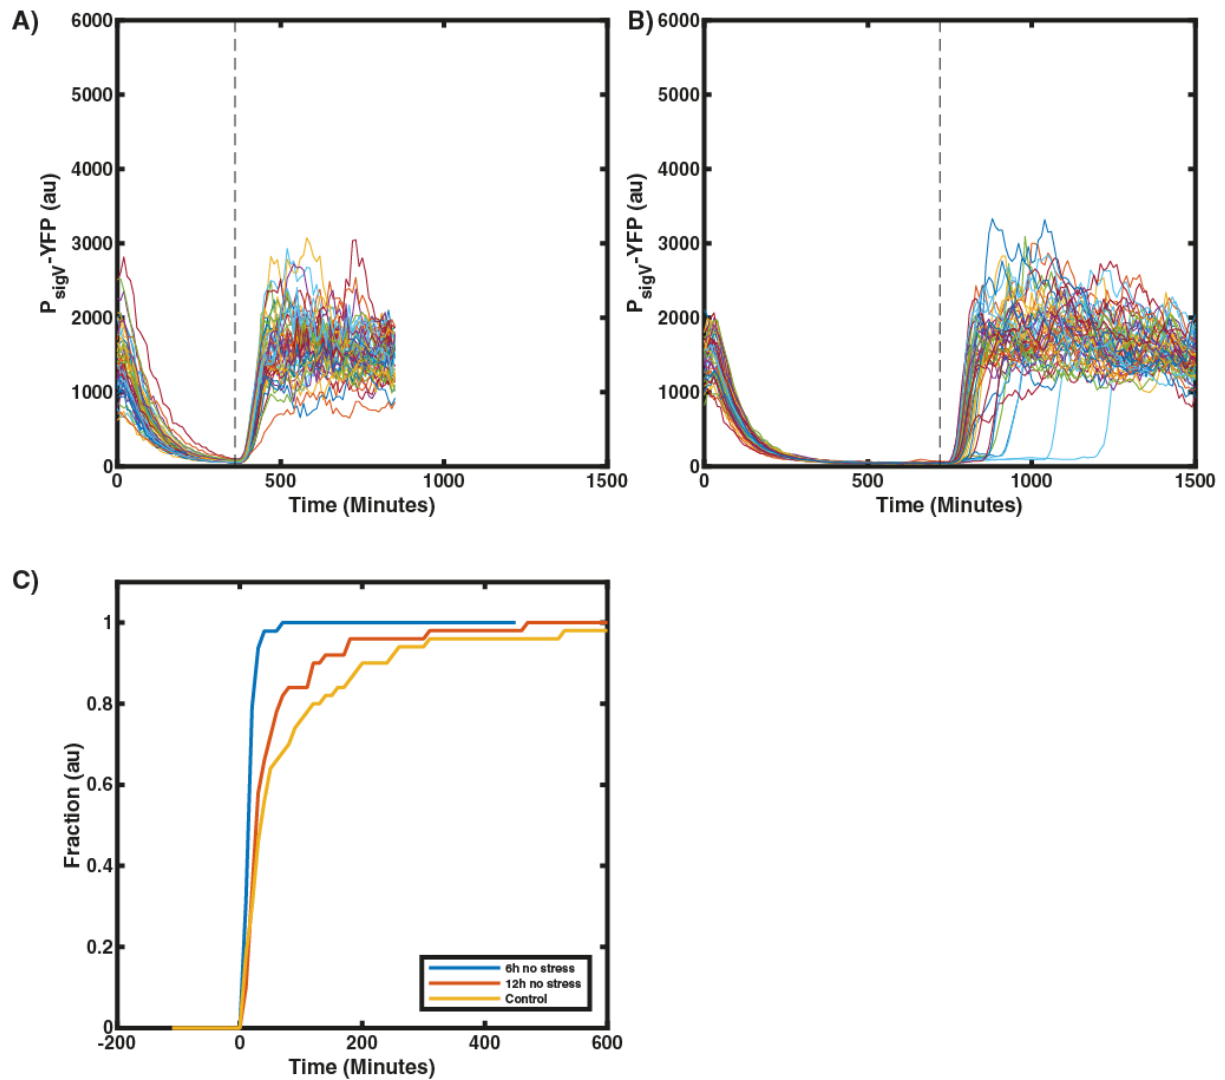 A)
6000
5000
4000
3000
2000
1000
0
P_sigV-YFP (au)
0 500 1000 1500
Time (Minutes)
B)
6000
5000
4000
3000
2000
1000
0
P_sigV-YFP (au)
0 500 1000 1500
Time (Minutes)
C)
1
0.8
0.6
0.4
0.2
0
Fraction (au)
6h no stress
12h no stress
Control
-200 0 200 400 600
Time (Minutes)